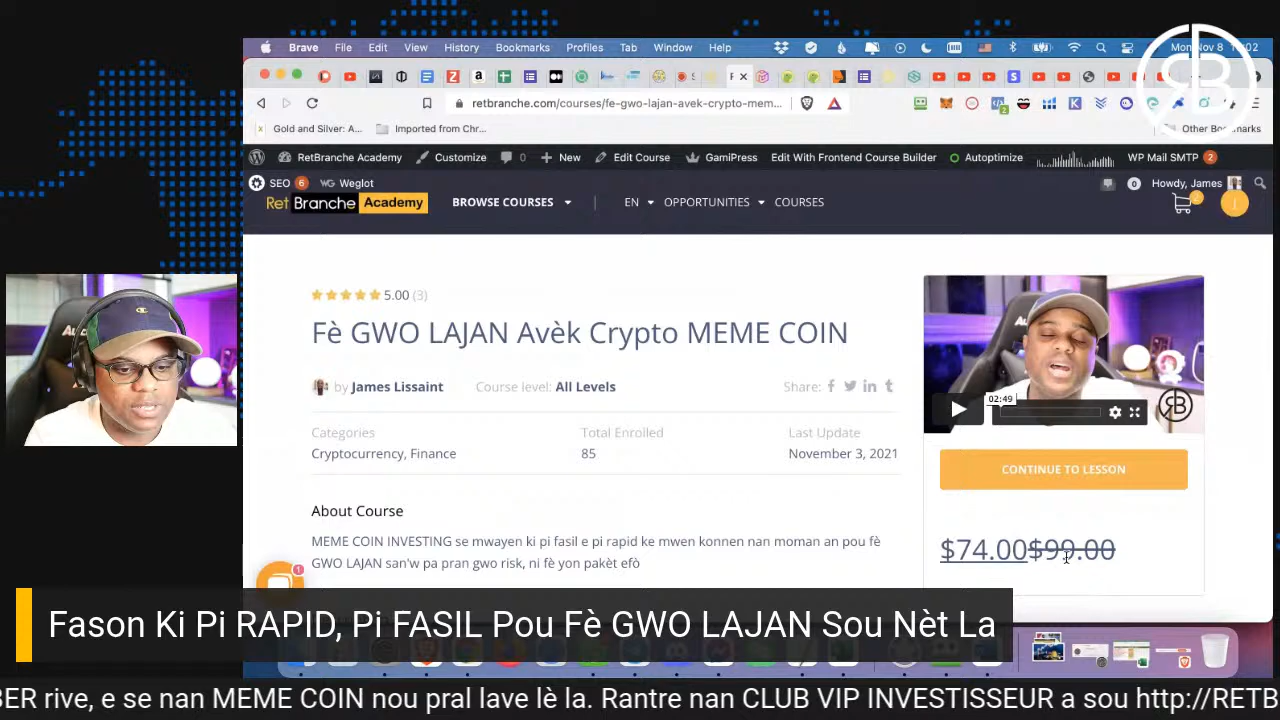 Brave File Edit View History Bookmarks Profiles Tab Window Help Mon Nov 8
retbranche.com/courses/fe-gwo-lajan-avek-crypto-mem...
Gold and Silver: A... Imported from Chr... Other Bookmarks
RetBranche Academy Customize 0 New Edit Course GamiPress Edit With Frontend Course Builder Autoptimize WP Mail SMTP 2
SEO 6 WG Weglot 0 Howdy, James
Ret Branche Academy BROWSE COURSES EN OPPORTUNITIES COURSES 2 J
5.00 (3)
Fè GWO LAJAN Avèk Crypto MEME COIN
by James Lissaint Course level: All Levels Share:
Categories Total Enrolled Last Update
Cryptocurrency, Finance 85 November 3, 2021
02:49
CONTINUE TO LESSON
$74.00 $99.00
About Course
MEME COIN INVESTING se mwayen ki pi fasil e pi rapid ke mwen konnen nan moman an pou fè
GWO LAJAN san'w pa pran gwo risk, ni fè yon pakèt efò
1
Fason Ki Pi RAPID, Pi FASIL Pou Fè GWO LAJAN Sou Nèt La
BER rive, e se nan MEME COIN nou pral lave lè la. Rantre nan CLUB VIP INVESTISSEUR a sou http://RETB